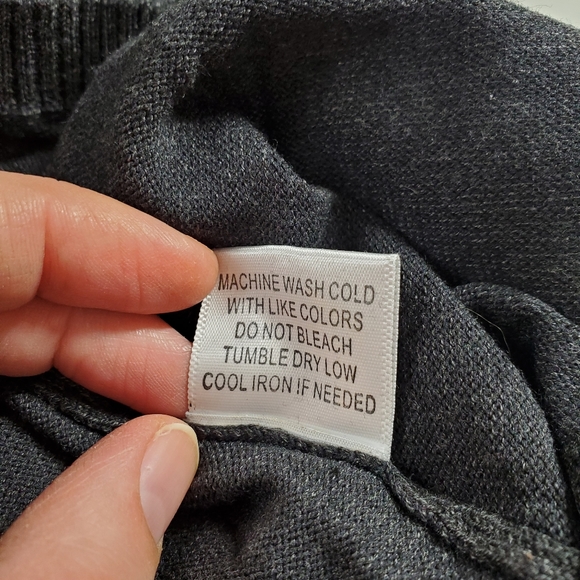 MACHINE WASH COLD
WITH LIKE COLORS
DO NOT BLEACH
TUMBLE DRY LOW
COOL IRON IF NEEDED